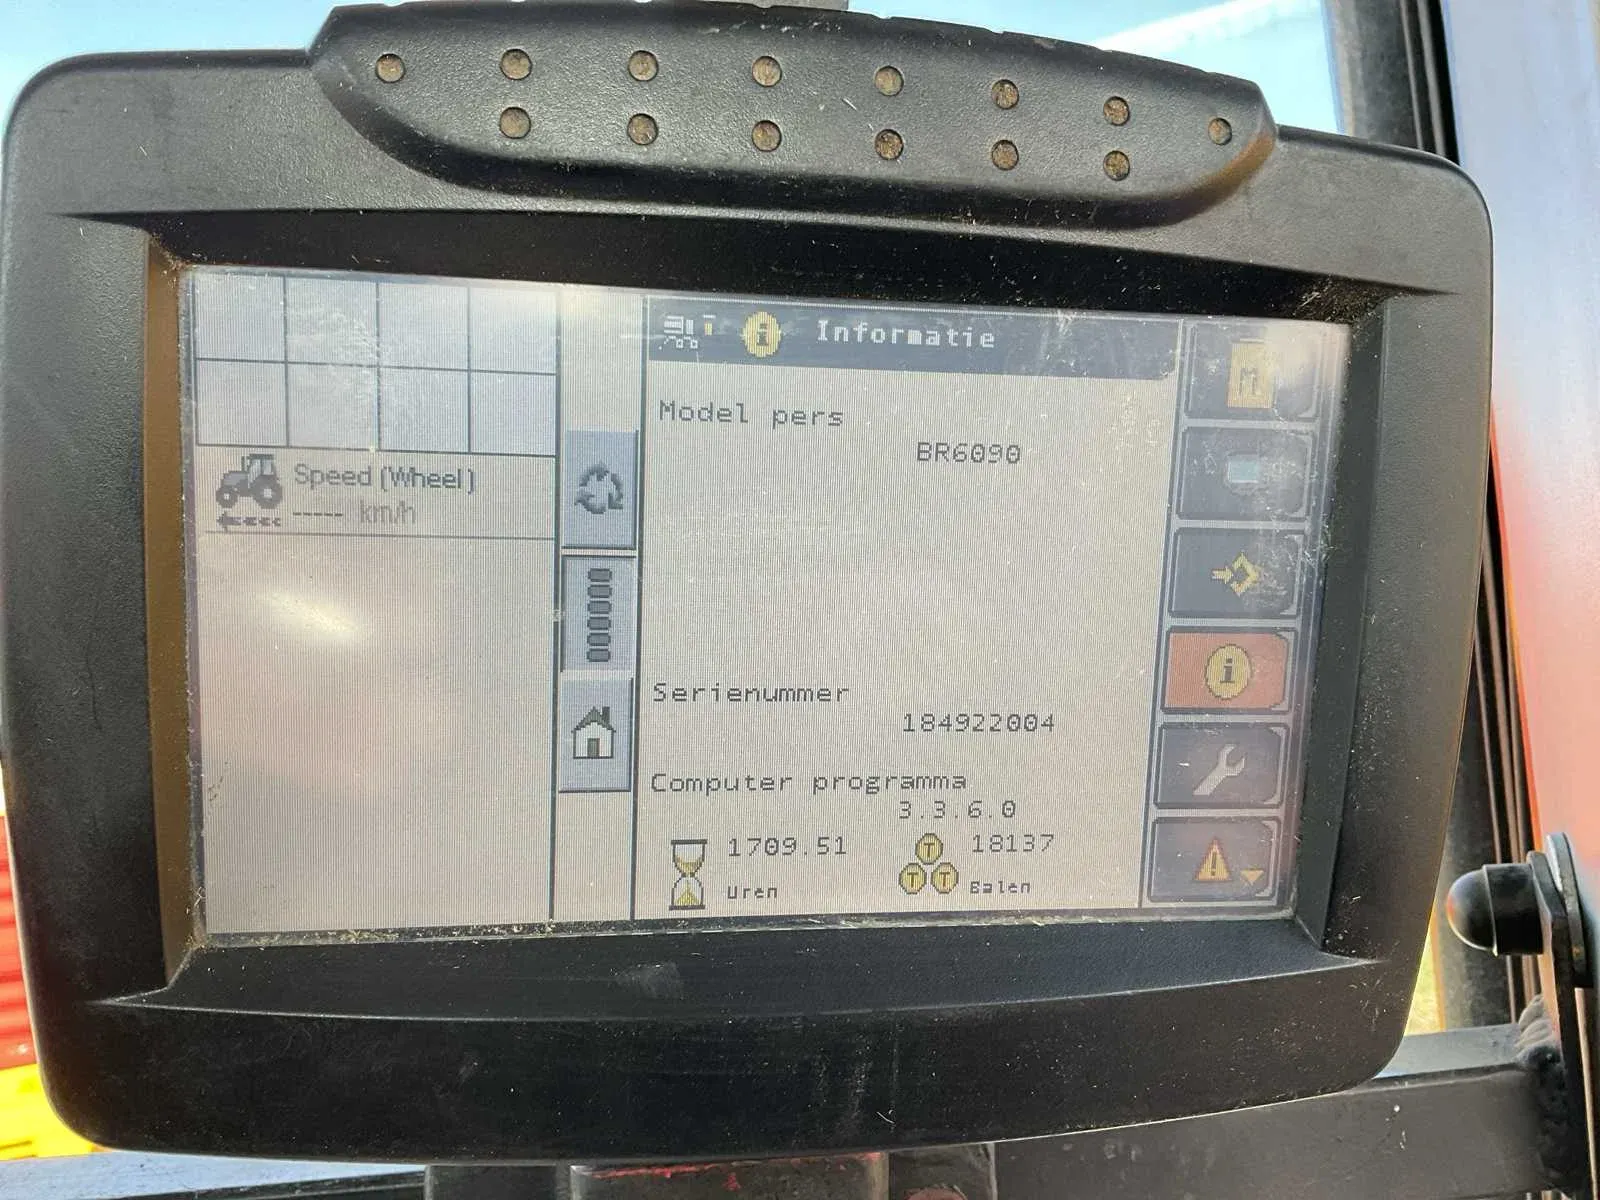 Informatie
Model pers
BR6090
Speed (Wheel)
----- km/h
Serienummer
184922004
Computer programma
3.3.6.0
1709.51
Uren
18137
Balen
M
i
T
T T